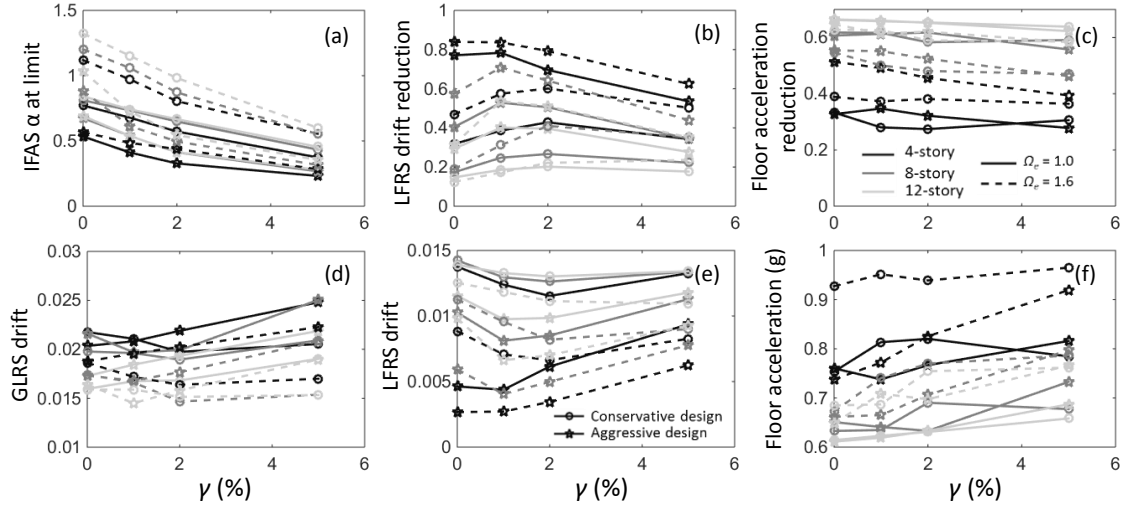 (a)
IFAS α at limit
1.5
1
0.5
0
0 2 4 6
(b)
LFRS drift reduction
1
0.8
0.6
0.4
0.2
0
0 2 4 6
(c)
Floor acceleration
reduction
0.6
0.4
0.2
0
0 2 4 6
4-story
8-story
12-story
Ωe = 1.0
Ωe = 1.6
(d)
GLRS drift
0.03
0.025
0.02
0.015
0.01
0 2 4 6
γ (%)
(e)
LFRS drift
0.015
0.01
0.005
0
0 2 4 6
γ (%)
Conservative design
Aggressive design
(f)
Floor acceleration (g)
1
0.9
0.8
0.7
0.6
0 2 4 6
γ (%)